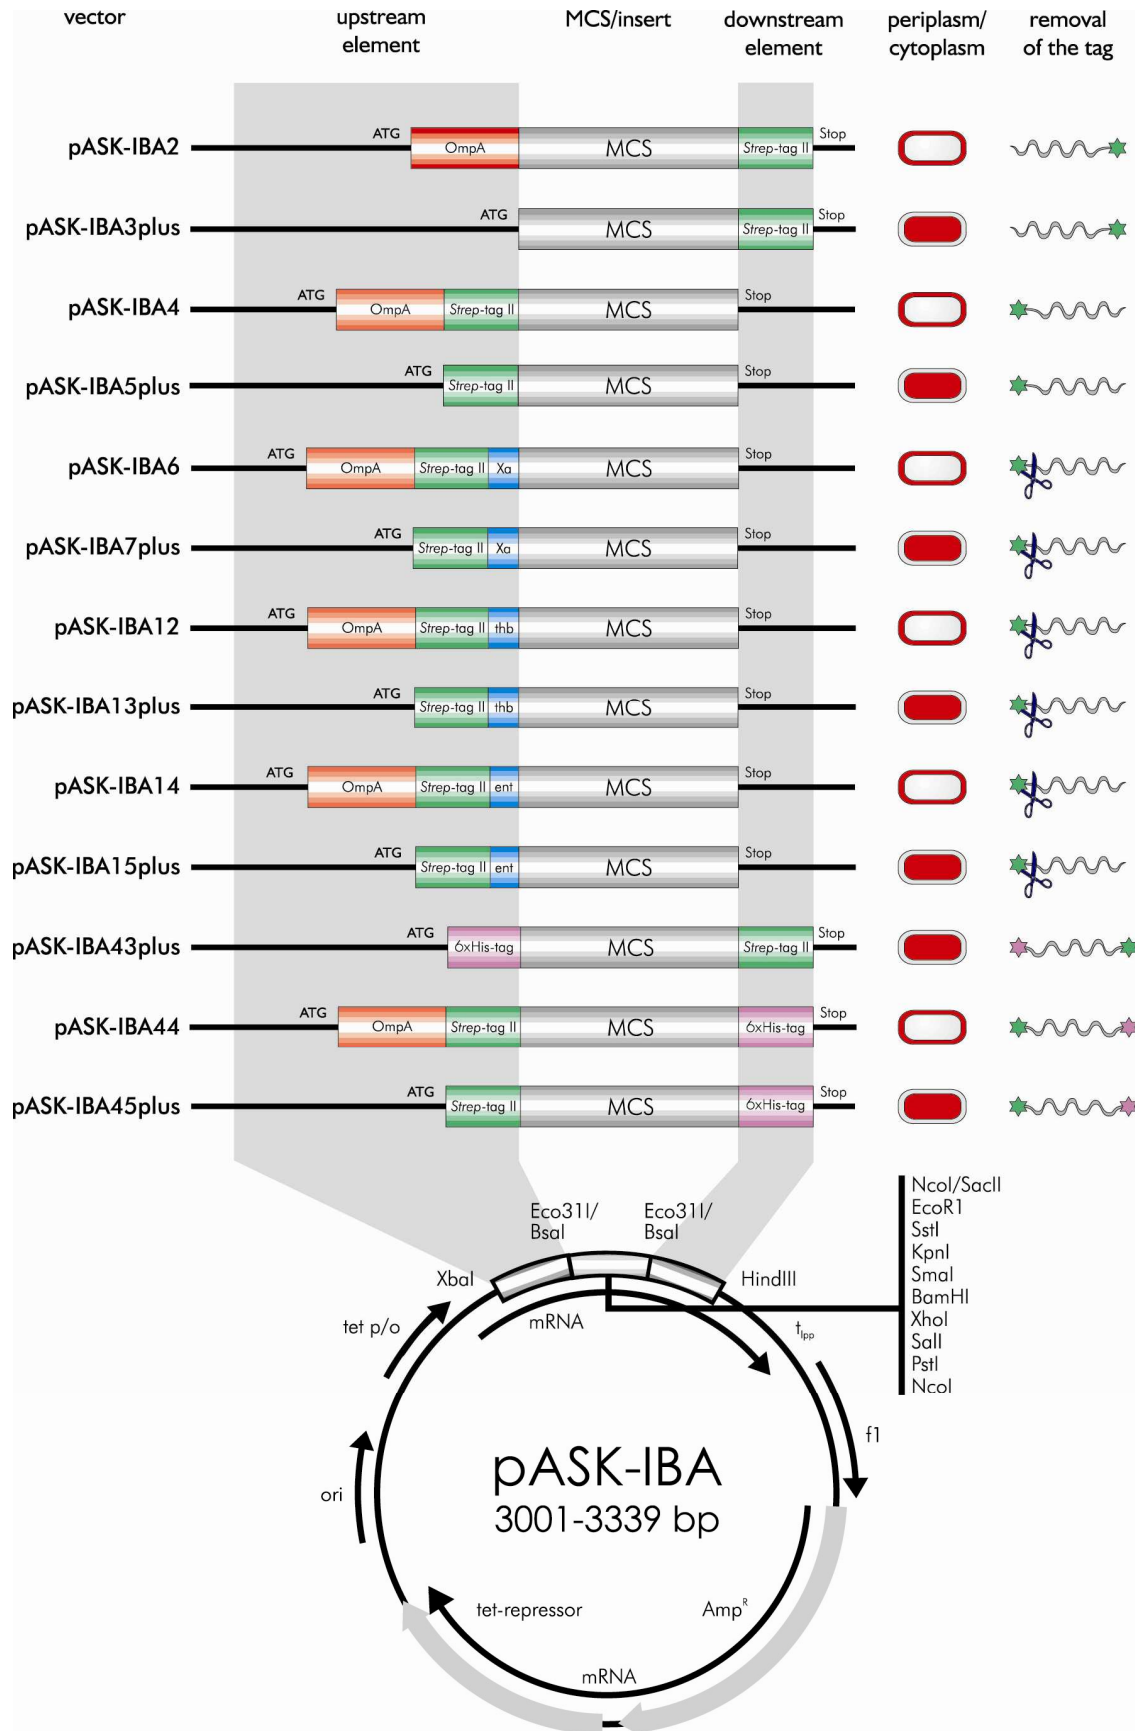 vector upstream element MCS/insert downstream element periplasm/cytoplasm removal of the tag
pASK-IBA2 ATG OmpA MCS Strep-tag II Stop
pASK-IBA3plus ATG MCS Strep-tag II Stop
pASK-IBA4 ATG OmpA Strep-tag II MCS Stop
pASK-IBA5plus ATG Strep-tag II MCS Stop
pASK-IBA6 ATG OmpA Strep-tag II Xa MCS Stop
pASK-IBA7plus ATG Strep-tag II Xa MCS Stop
pASK-IBA12 ATG OmpA Strep-tag II thb MCS Stop
pASK-IBA13plus ATG Strep-tag II thb MCS Stop
pASK-IBA14 ATG OmpA Strep-tag II ent MCS Stop
pASK-IBA15plus ATG Strep-tag II ent MCS Stop
pASK-IBA43plus ATG 6xHis-tag MCS Strep-tag II Stop
pASK-IBA44 ATG OmpA Strep-tag II MCS 6xHis-tag Stop
pASK-IBA45plus ATG Strep-tag II MCS 6xHis-tag Stop
Eco31I/
BsaI
Eco31I/
BsaI
XbaI
HindIII
NcoI/SacII
EcoR1
SstI
KpnI
SmaI
BamHI
XhoI
SalI
PstI
NcoI
tet p/o
mRNA
tlpp
f1
ori
pASK-IBA
3001-3339 bp
tet-repressor
AmpR
mRNA